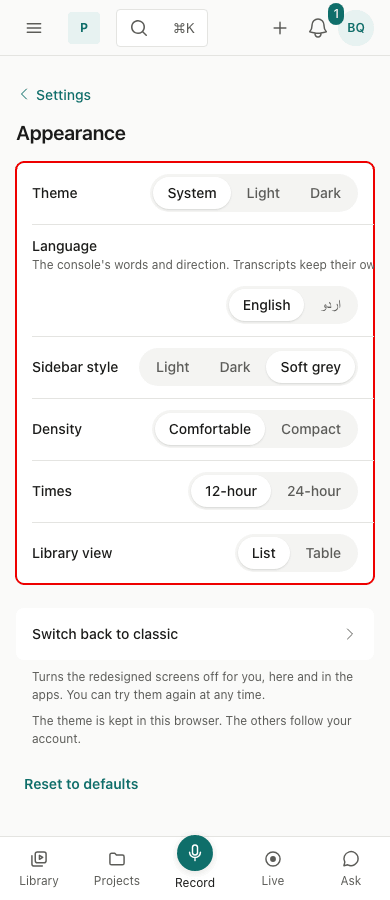 P
⌘K
1
BQ
Settings
Appearance
Theme
System Light Dark
Language
The console's words and direction. Transcripts keep their
English اردو
Sidebar style Light Dark Soft grey
Density Comfortable Compact
Times 12-hour 24-hour
Library view List Table
Switch back to classic
Turns the redesigned screens off for you, here and in the
apps. You can try them again at any time.
The theme is kept in this browser. The others follow your
account.
Reset to defaults
Library Projects Record Live Ask